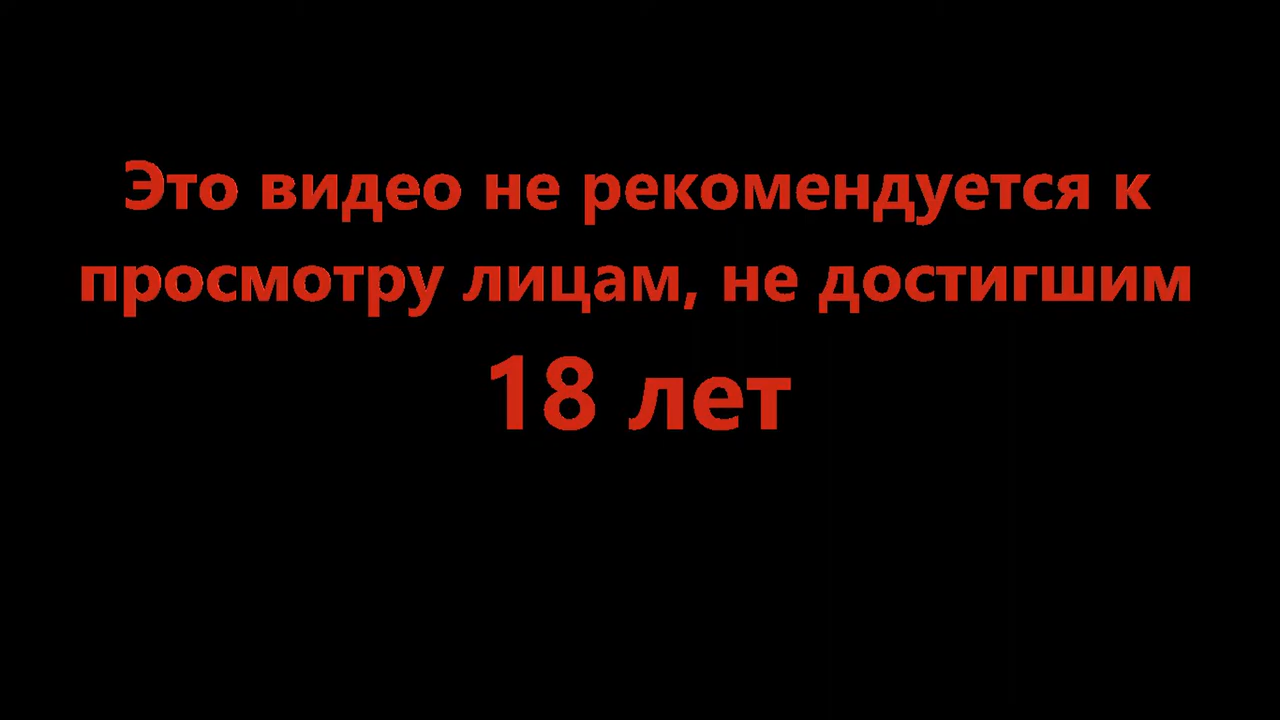 Это видео не рекомендуется к
просмотру лицам, не достигшим
18 лет